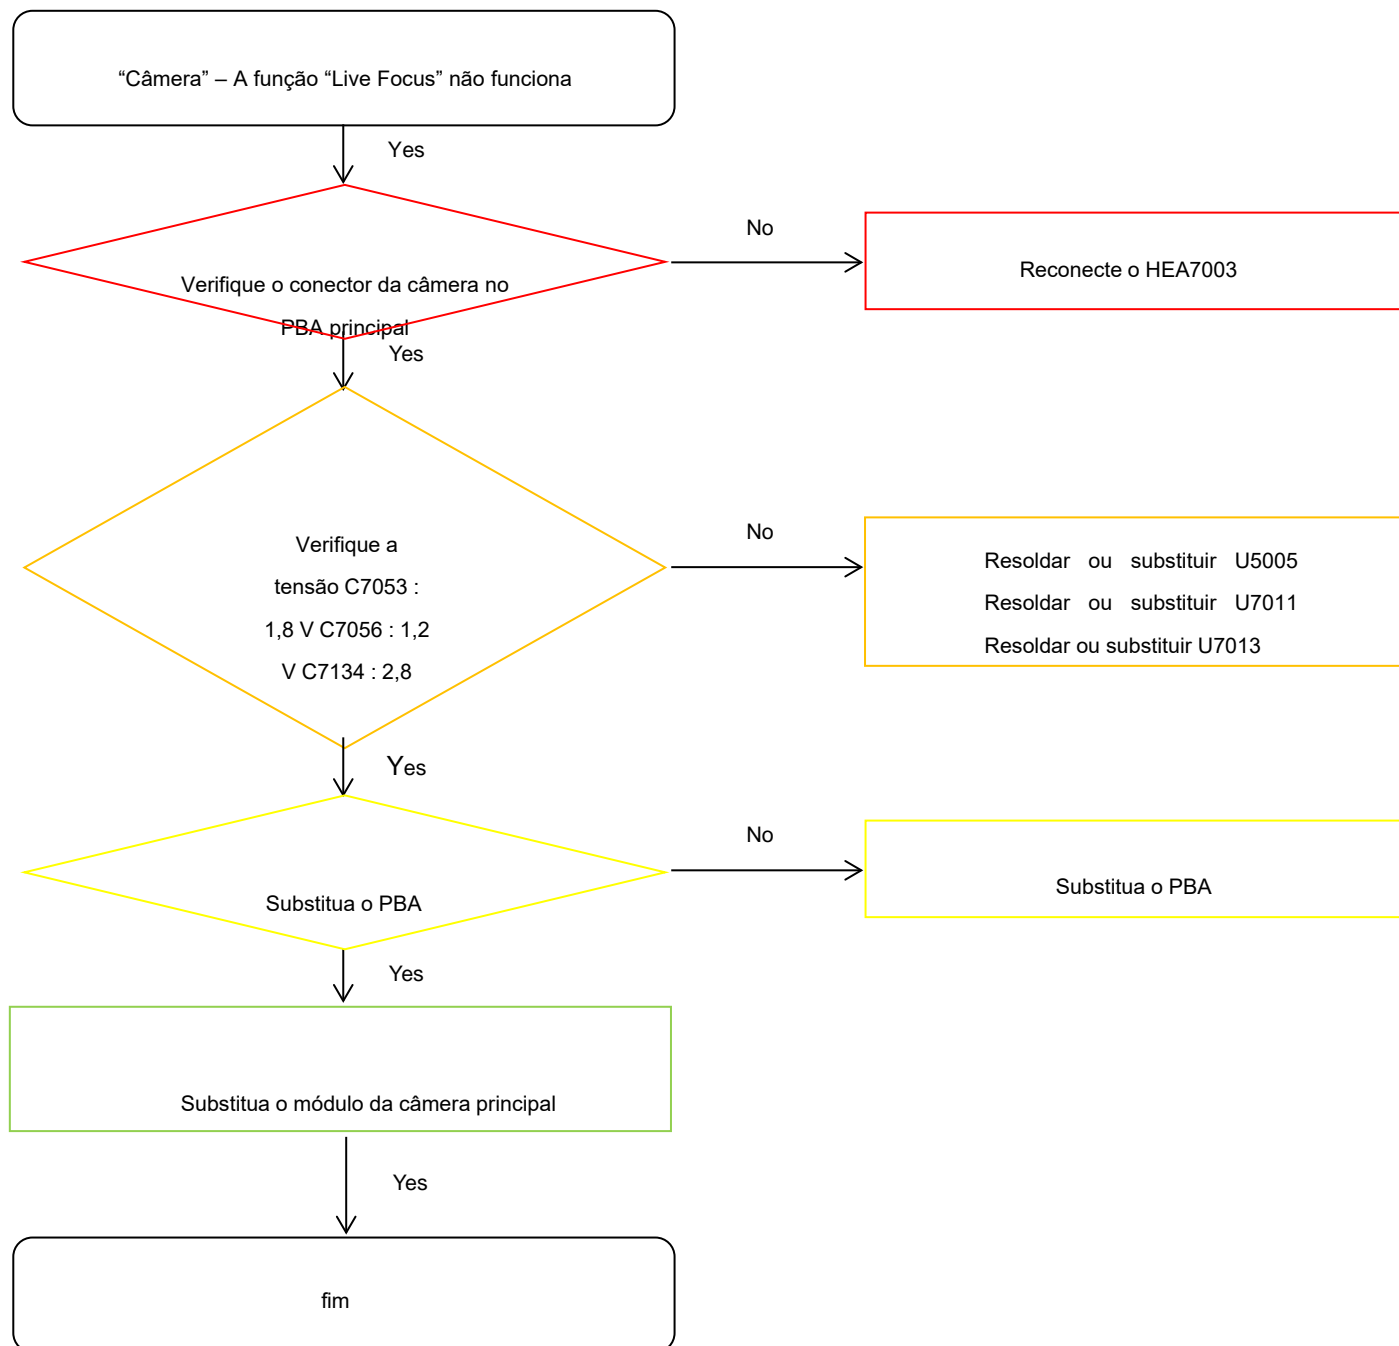 “Câmera” – A função “Live Focus” não funciona
Yes
No
Verifique o conector da câmera no
PBA principal
Reconecte o HEA7003
Yes
No
Verifique a
tensão C7053 :
1,8 V C7056 : 1,2
V C7134 : 2,8
Resoldar ou substituir U5005
Resoldar ou substituir U7011
Resoldar ou substituir U7013
Yes
No
Substitua o PBA
Substitua o PBA
Yes
Substitua o módulo da câmera principal
Yes
fim